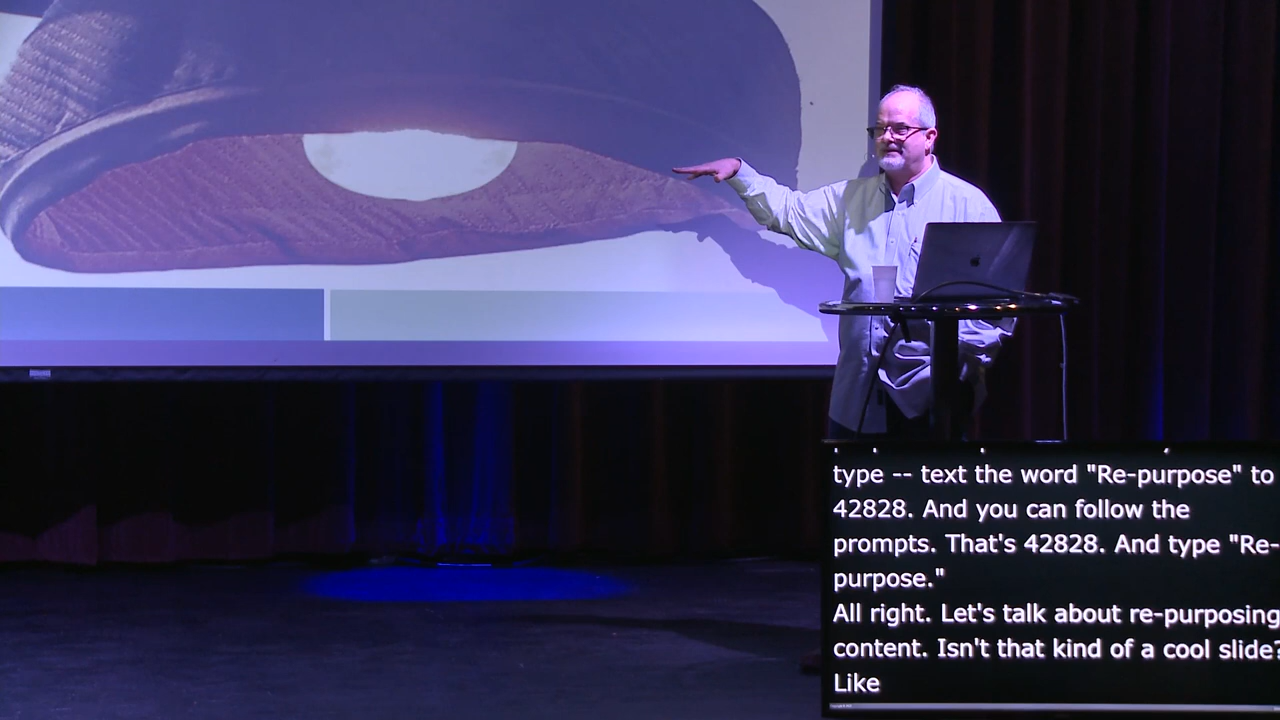 type -- text the word "Re-purpose" to
42828. And you can follow the
prompts. That's 42828. And type "Re-
purpose."
All right. Let's talk about re-purposing
content. Isn't that kind of a cool slide?
Like